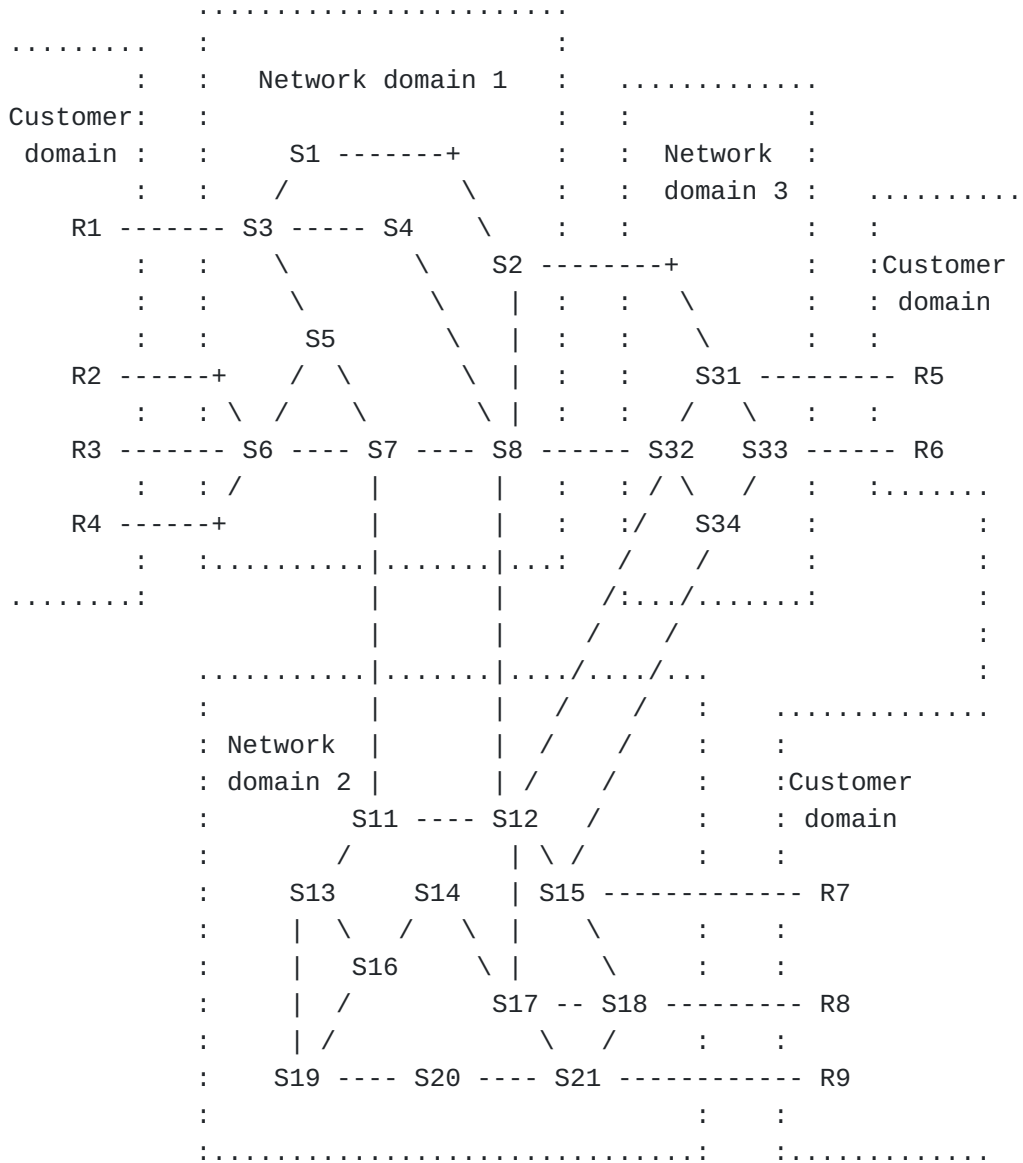 .......................
.........   :                      :
        :   :   Network domain 1   :   .............
Customer:   :                      :   :           :
 domain :   :     S1 -------+      :   :  Network  :
        :   :    /           \     :   :  domain 3 :   ..........
    R1 ------- S3 ----- S4    \    :   :           :   :
        :   :    \        \    S2 --------+        :   :Customer
        :   :     \        \    |  :   :   \       :   : domain
        :   :      S5       \   |  :   :    \      :   :
    R2 ------+    / \        \  |  :   :    S31 --------- R5
        :   : \  /   \        \ |  :   :   /   \   :   :
    R3 ------- S6 ---- S7 ---- S8 ------ S32   S33 ------ R6
        :   : /        |       |   :   : / \   /   :   :.......
    R4 ------+         |       |   :   :/   S34    :          :
        :   :..........|.......|...:   /    /      :          :
........:              |       |      /:.../.......:          :
                       |       |     /    /                   :
            ...........|.......|..../..../...                 :
            :          |       |   /    /   :    ..............
            : Network  |       |  /    /    :    :
            : domain 2 |       | /    /     :    :Customer
            :         S11 ---- S12   /      :    : domain
            :        /          | \ /       :    :
            :     S13     S14   | S15 ------------- R7
            :     |  \   /   \  |    \      :    :
            :     |   S16     \ |     \     :    :
            :     |  /         S17 -- S18 --------- R8
            :     | /             \   /     :    :
            :    S19 ---- S20 ---- S21 ------------ R9
            :                               :    :
            :...............................:    :.............